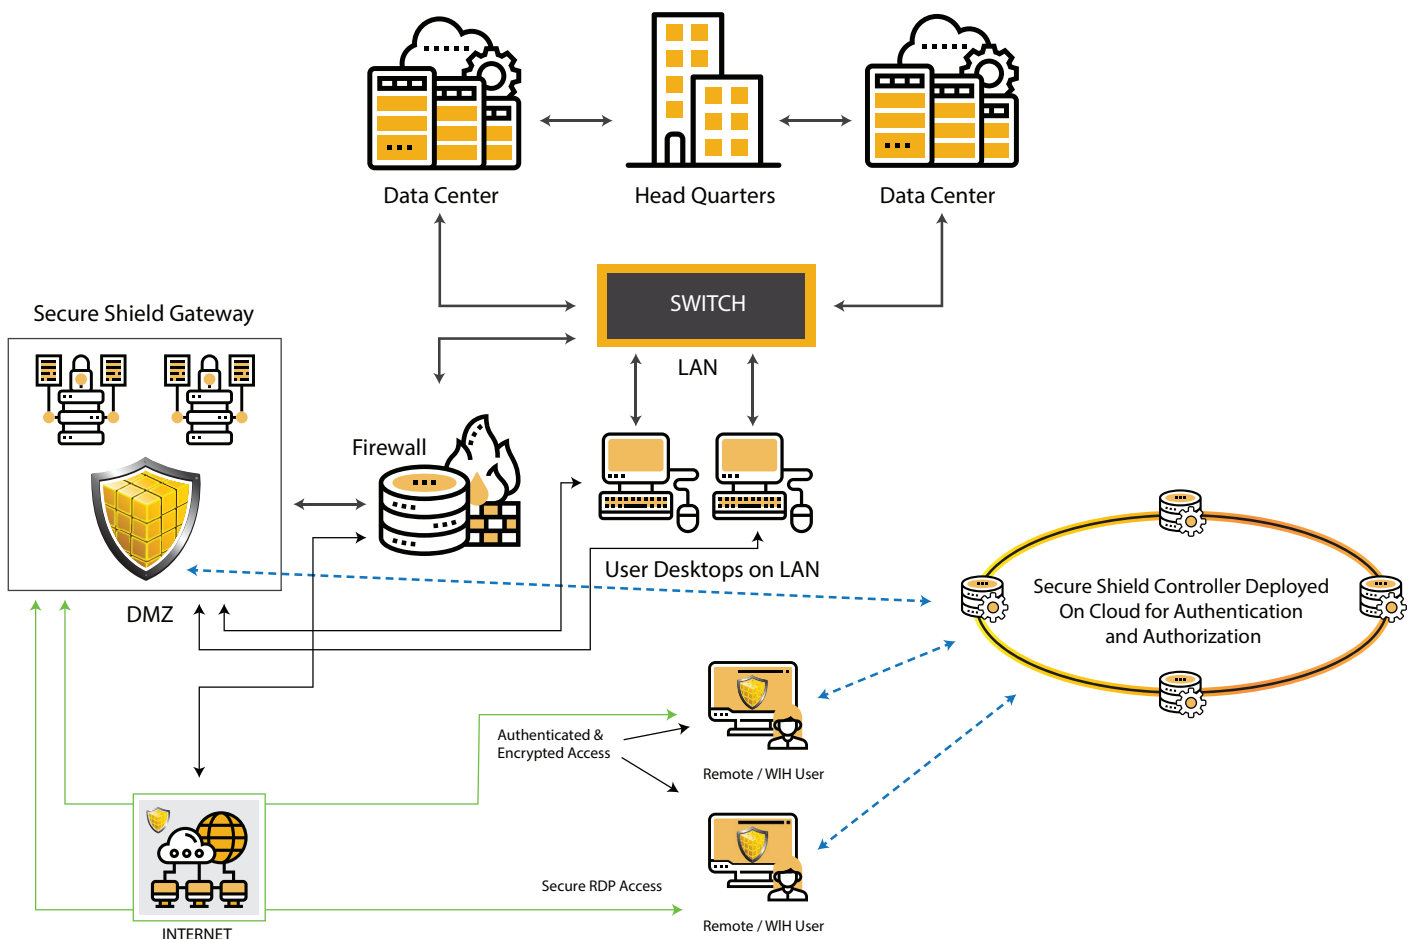 Data Center
Head Quarters
Data Center
SWITCH
LAN
Secure Shield Gateway
Firewall
User Desktops on LAN
DMZ
Secure Shield Controller Deployed
On Cloud for Authentication
and Authorization
Authenticated &
Encrypted Access
Remote / WIH User
Secure RDP Access
Remote / WIH User
INTERNET